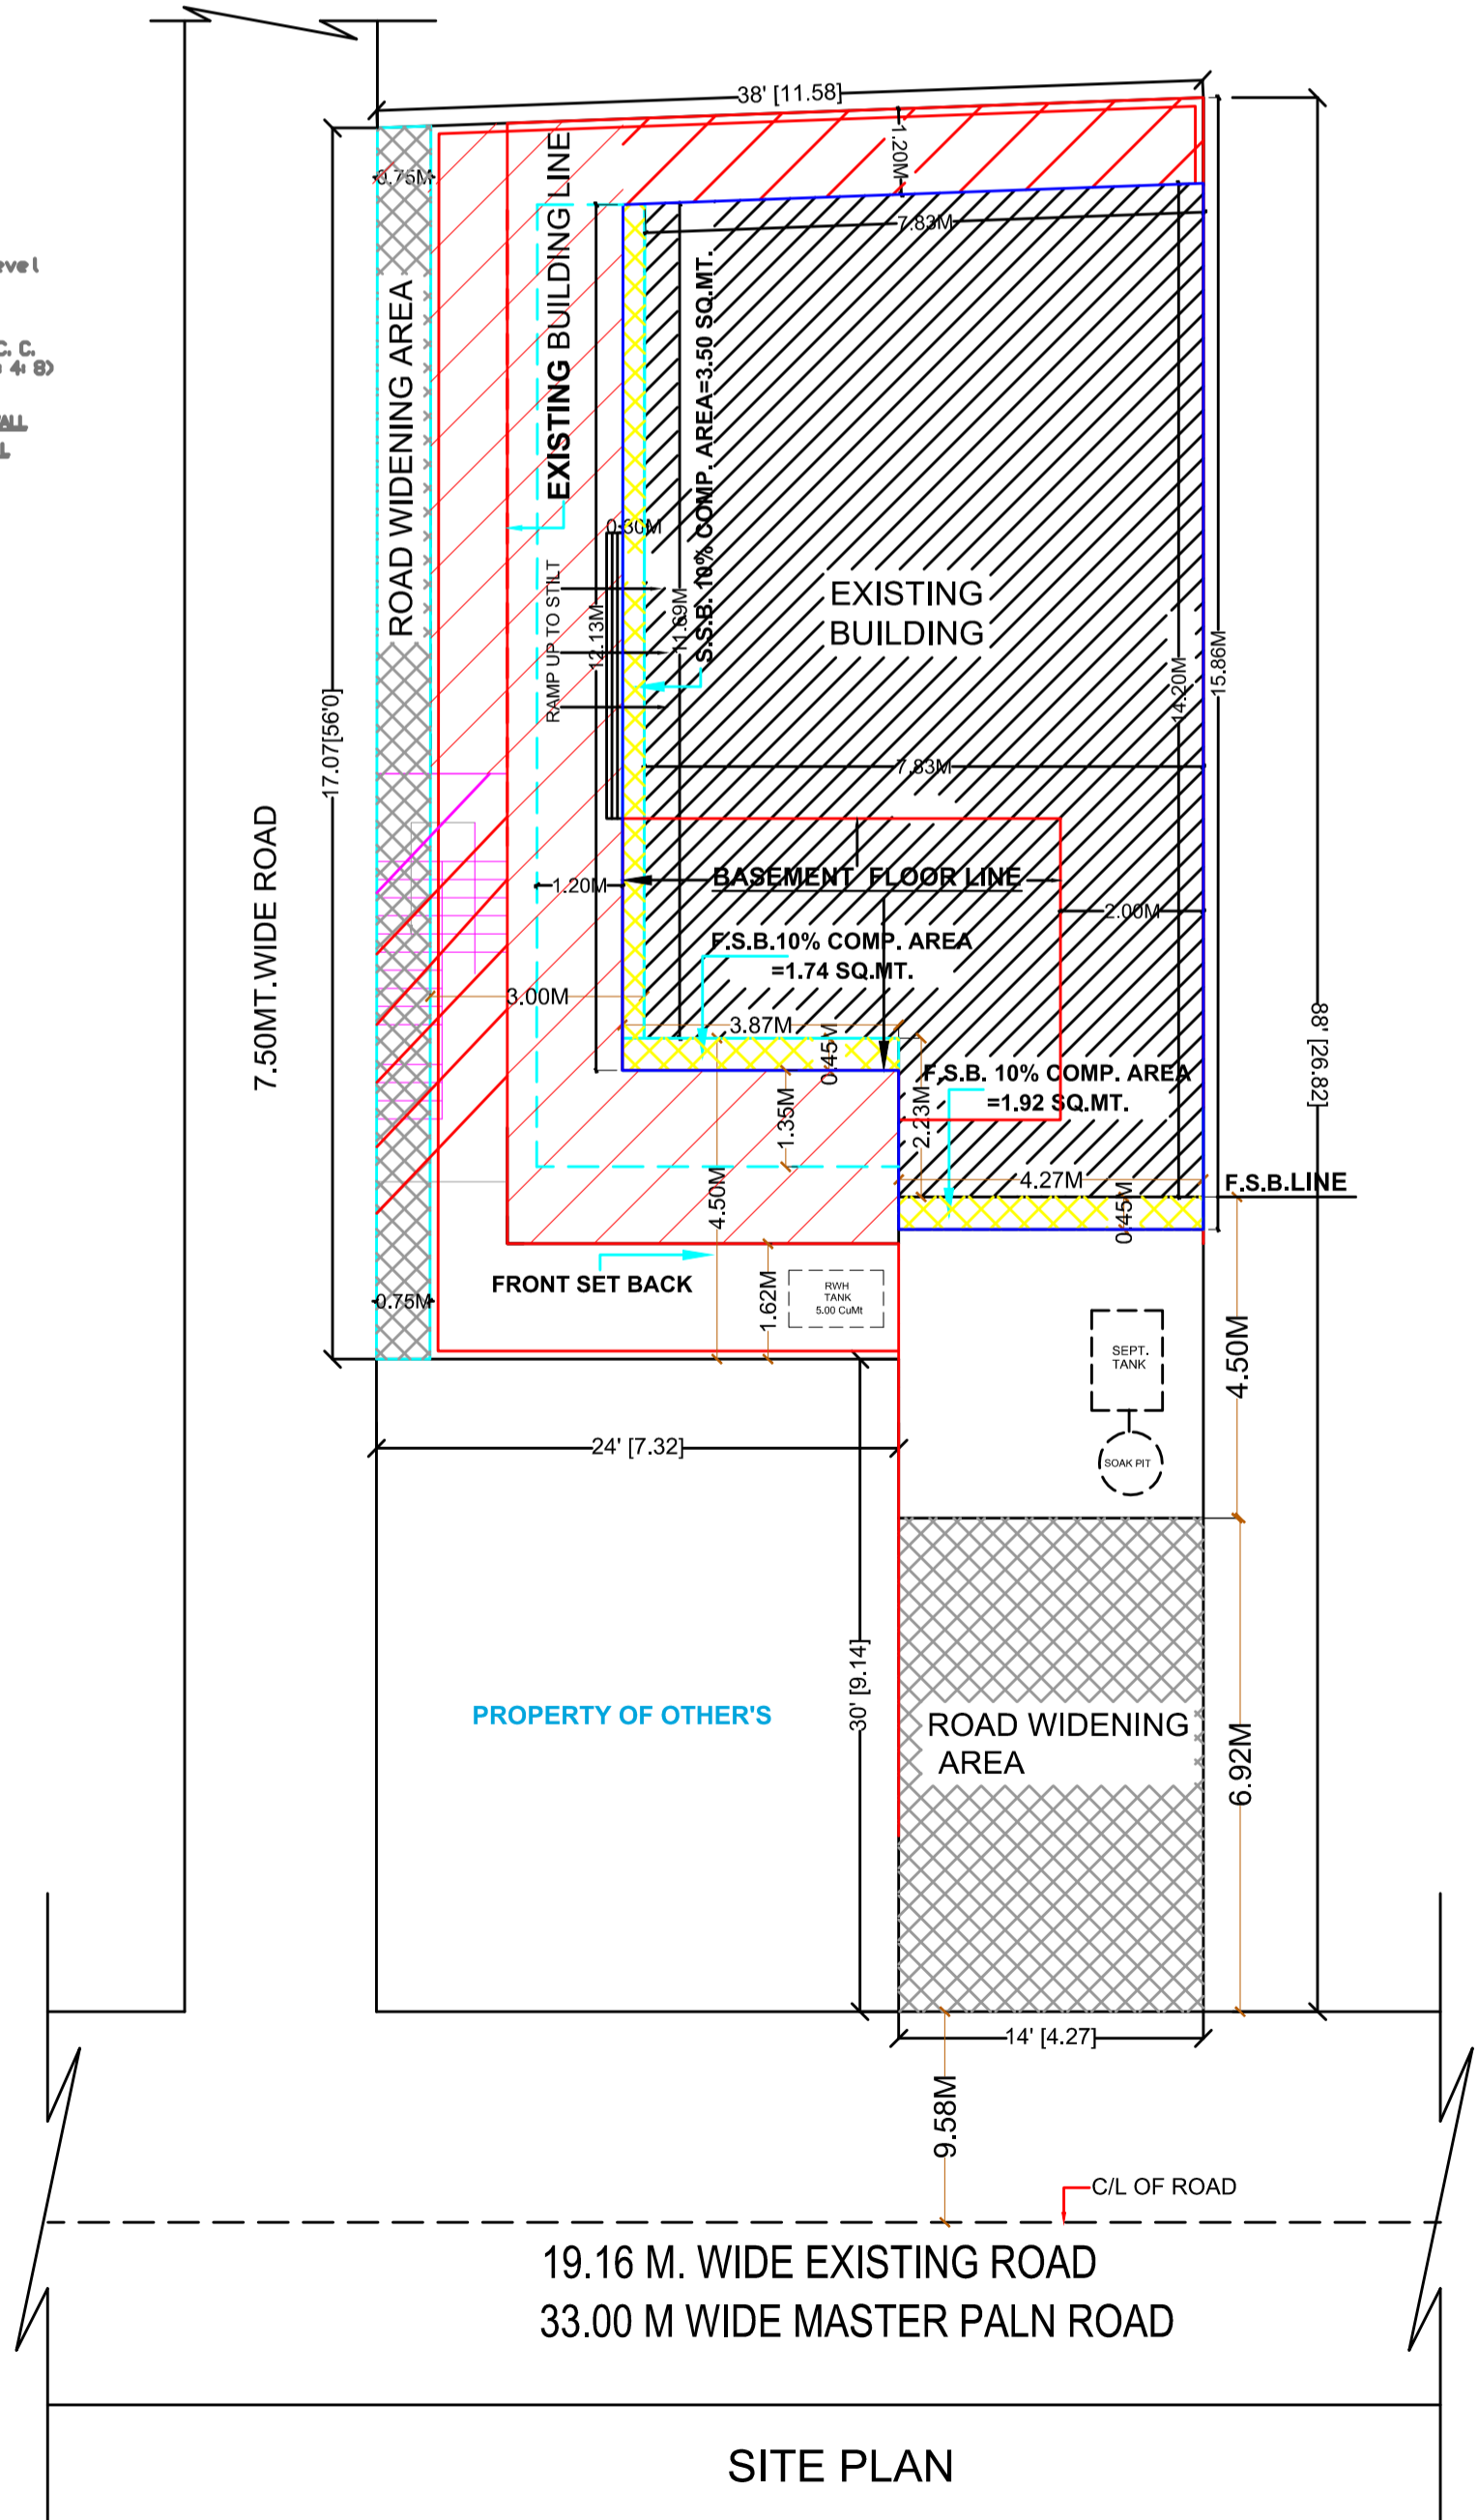 38' [11.58]
1.20M
0.75M
7.83M
EXISTING BUILDING LINE
ROAD WIDENING AREA
S.S.B. 10% COMP. AREA=3.50 SQ.MT.
evel
C. C.
4: 8)
0.30M
RAMP UP TO STILT
12.13M
11.69M
EXISTING
BUILDING
14.20M
15.86M
17.07[56'0]
7.83M
7.50MT.WIDE ROAD
BASEMENT FLOOR LINE
1.20M
2.00M
F.S.B.10% COMP. AREA
=1.74 SQ.MT.
3.00M
3.87M
0.45M
88' [26.82]
F.S.B. 10% COMP. AREA
=1.92 SQ.MT.
1.35M
2.23M
4.50M
4.27M
F.S.B.LINE
0.45M
FRONT SET BACK
0.75M
1.62M
RWH
TANK
5.00 CuMt
SEPT.
TANK
4.50M
24' [7.32]
SOAK PIT
30' [9.14]
PROPERTY OF OTHER'S
ROAD WIDENING
AREA
6.92M
14' [4.27]
9.58M
C/L OF ROAD
19.16 M. WIDE EXISTING ROAD
33.00 M WIDE MASTER PALN ROAD
SITE PLAN